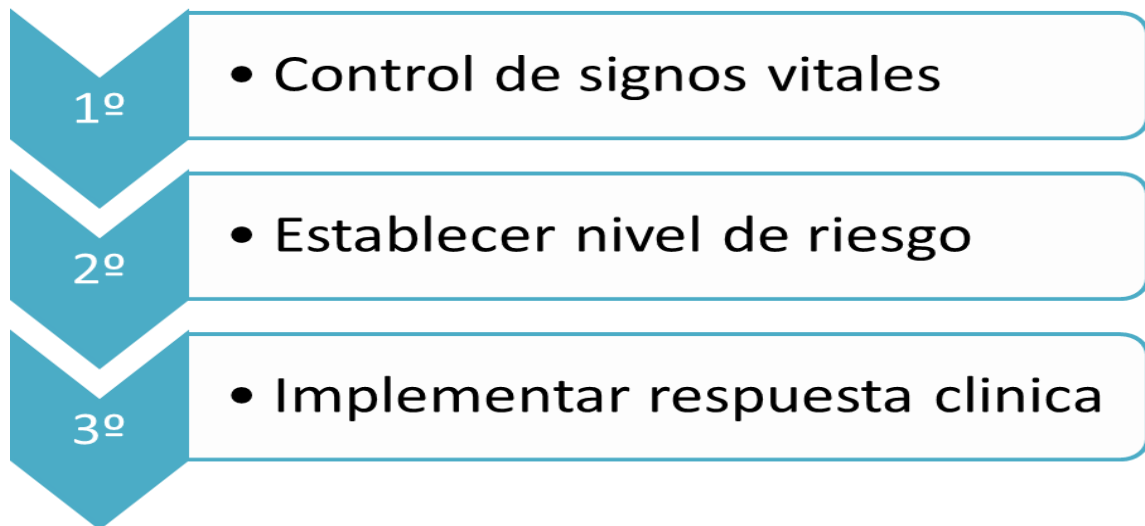 1º
• Control de signos vitales
2º
• Establecer nivel de riesgo
3º
• Implementar respuesta clinica